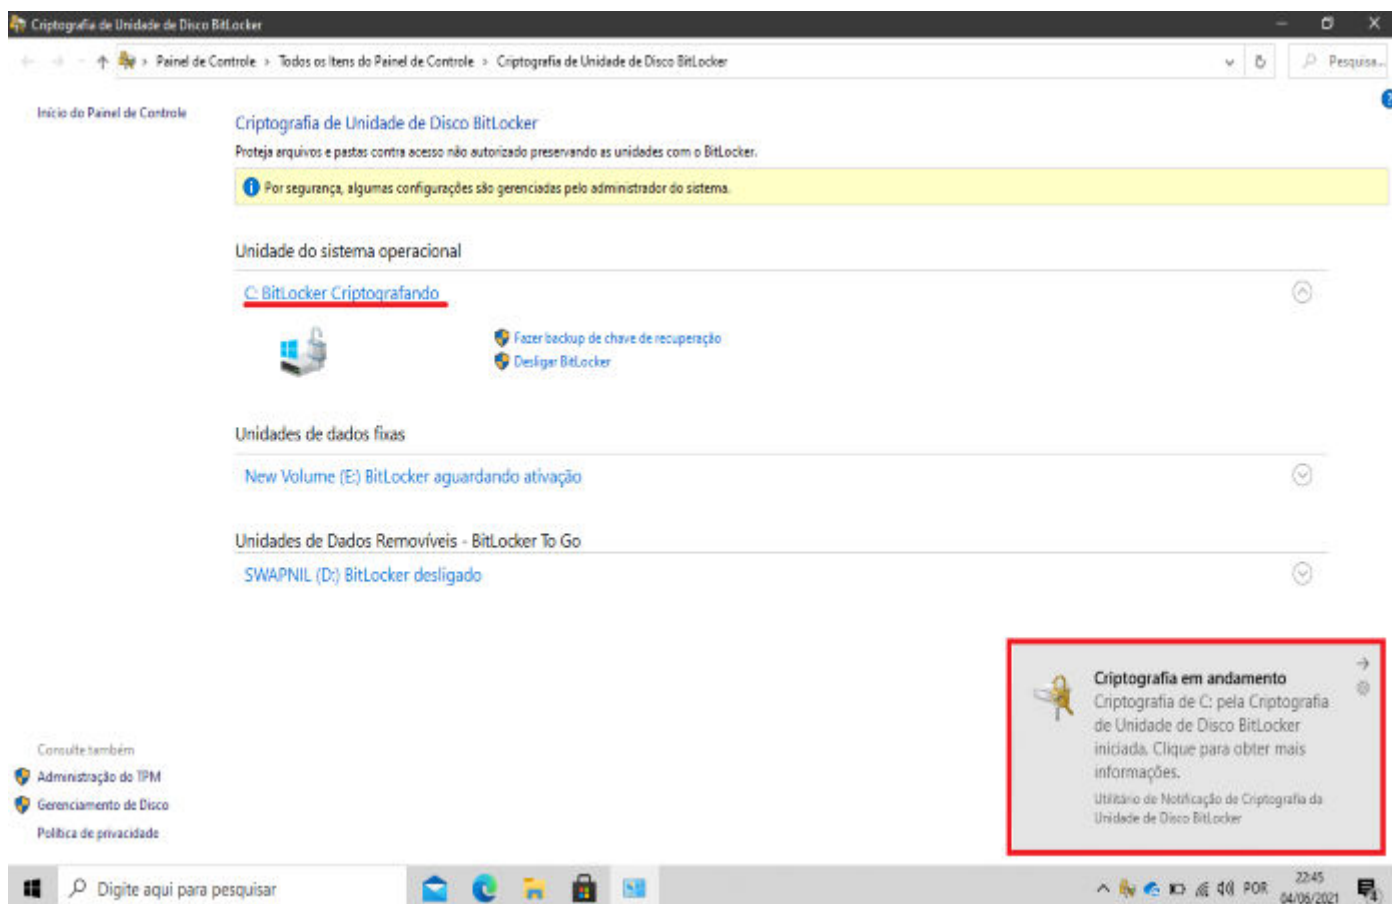 Criptografia de Unidade de Disco BitLocker
Painel de Controle > Todos os Itens do Painel de Controle > Criptografia de Unidade de Disco BitLocker
Pesquisa...
Início do Painel de Controle
Criptografia de Unidade de Disco BitLocker
Proteja arquivos e pastas contra acesso não autorizado preservando as unidades com o BitLocker.
Por segurança, algumas configurações são gerenciadas pelo administrador do sistema.
Unidade do sistema operacional
C: BitLocker Criptografando
Fazer backup de chave de recuperação
Desligar BitLocker
Unidades de dados fixas
New Volume (E:) BitLocker aguardando ativação
Unidades de Dados Removíveis - BitLocker To Go
SWAPNIL (D:) BitLocker desligado
Criptografia em andamento
Criptografia de C: pela Criptografia
de Unidade de Disco BitLocker
iniciada. Clique para obter mais
informações.
Utilitário de Notificação de Criptografia da
Unidade de Disco BitLocker
Consulte também
Administração do TPM
Gerenciamento de Disco
Política de privacidade
Digite aqui para pesquisar
POR
22:45
04/06/2021
4